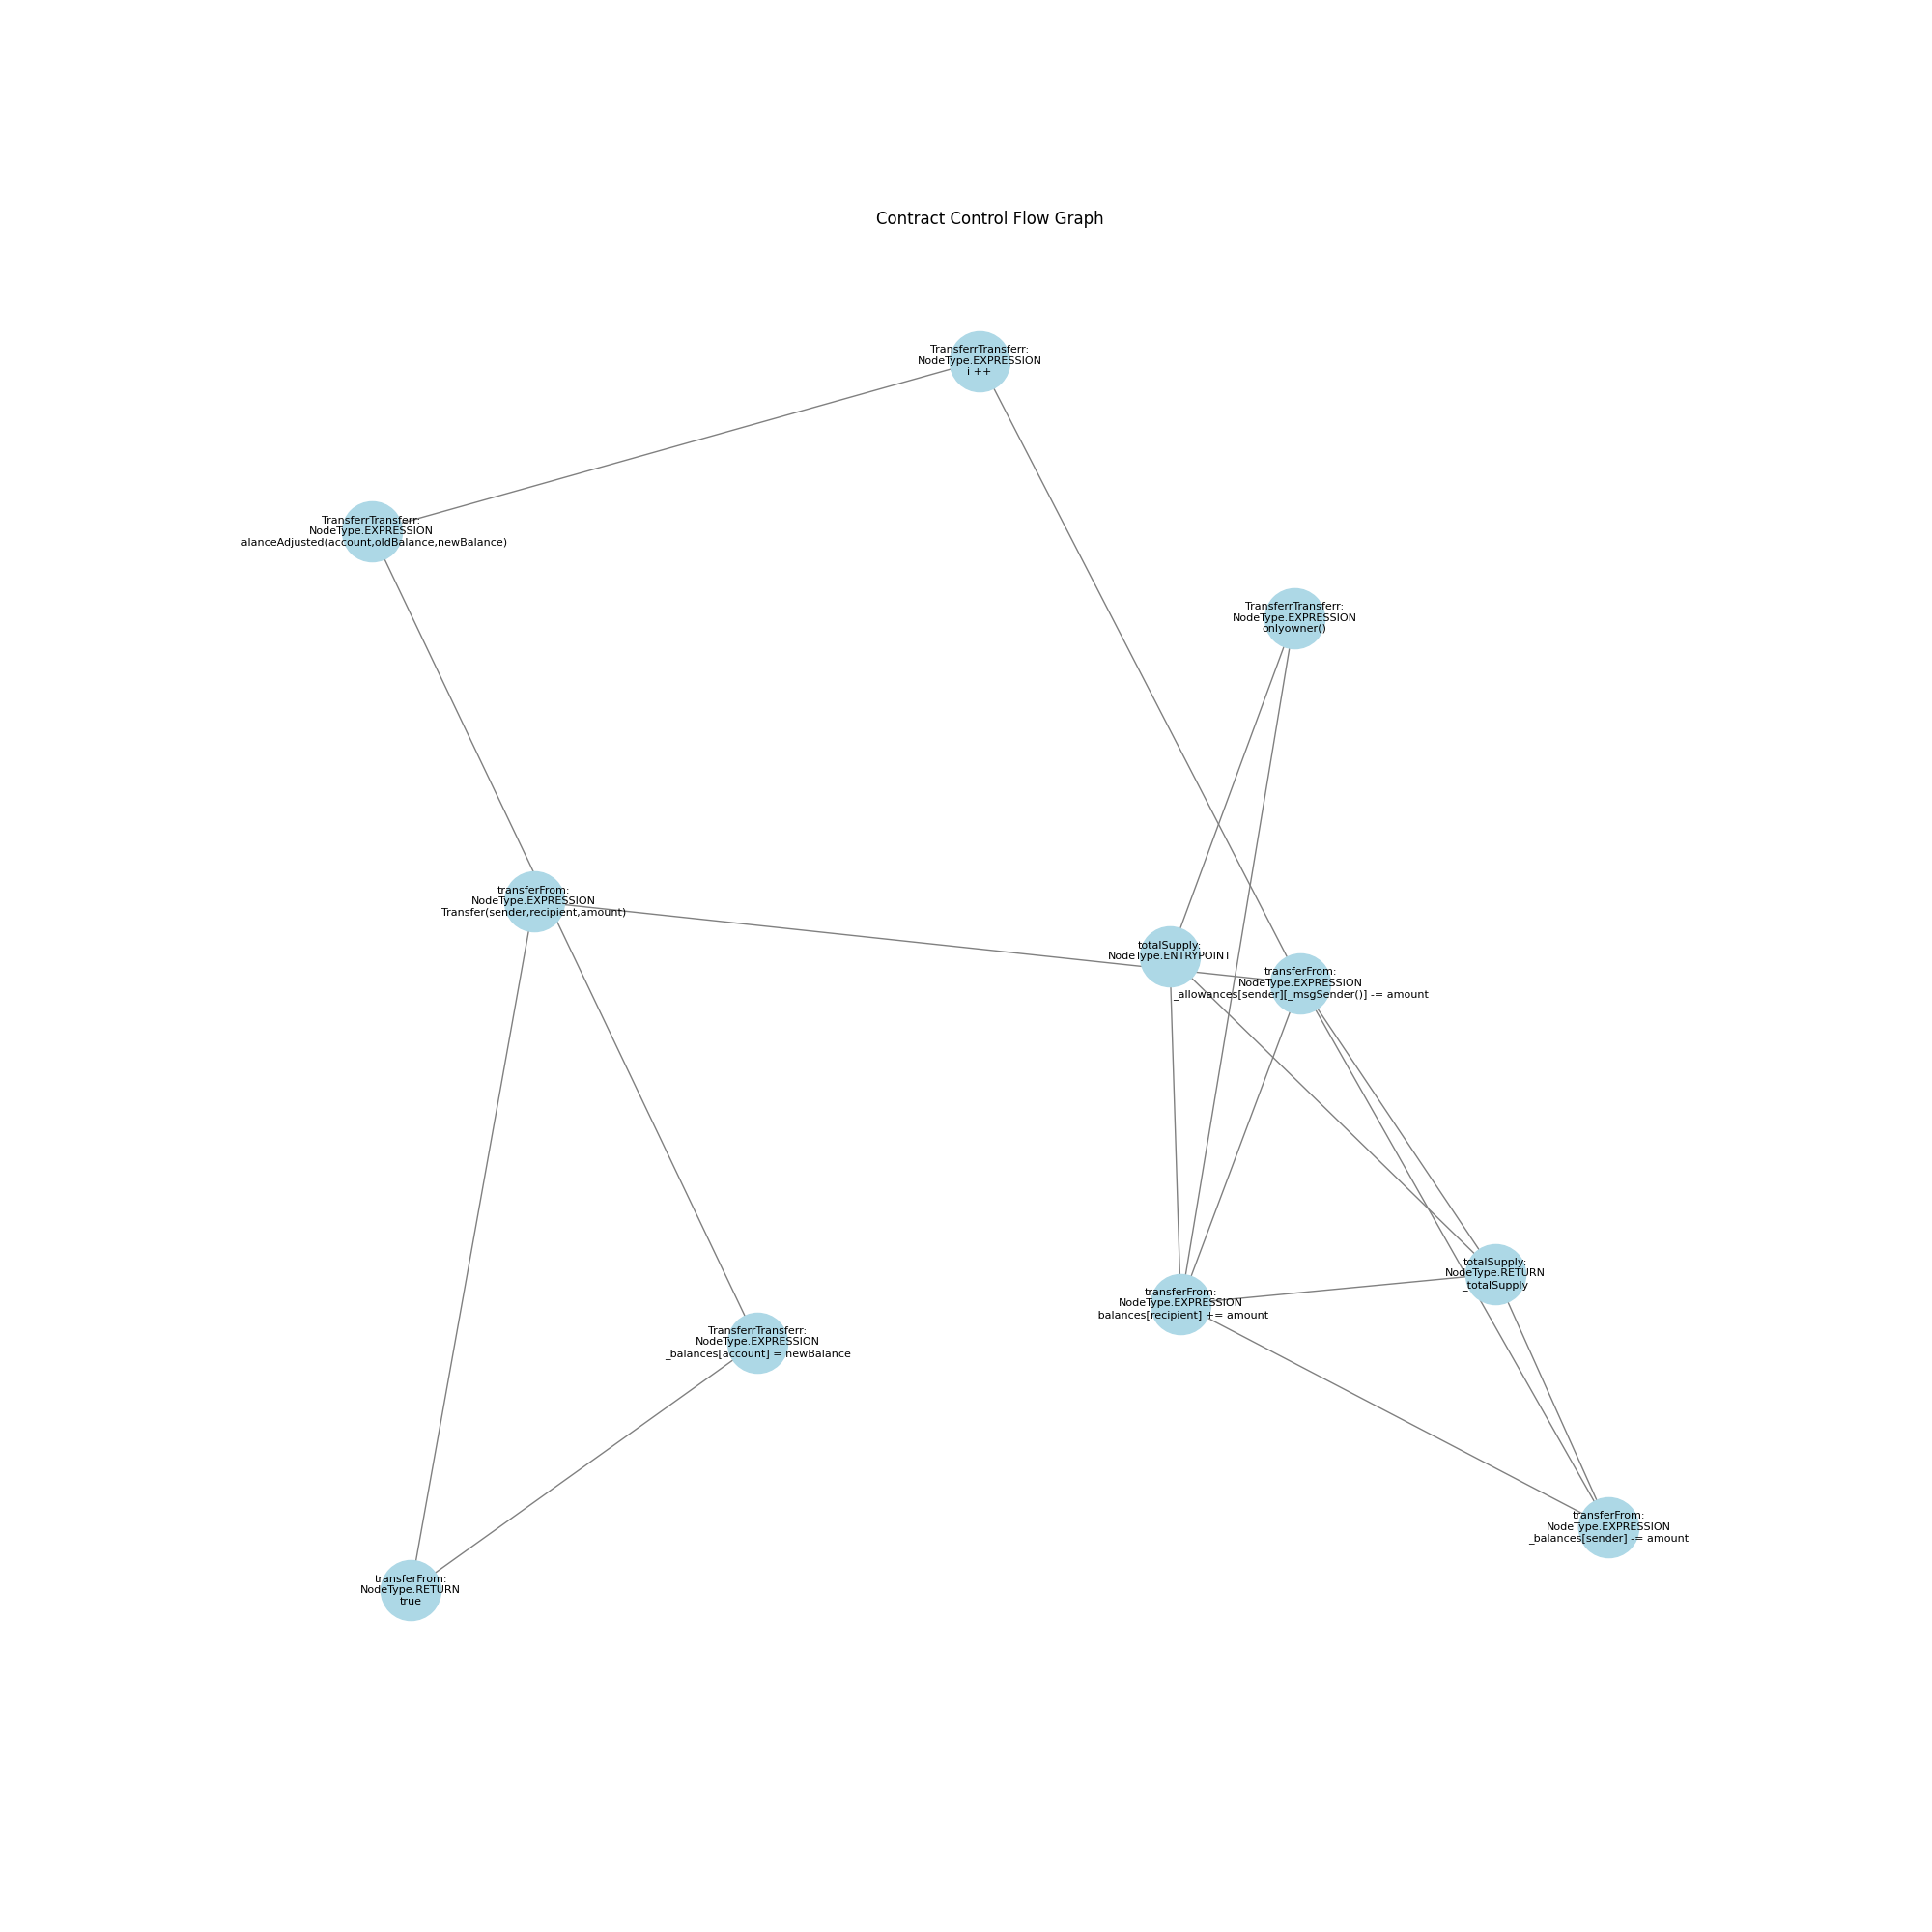 Contract Control Flow Graph
TransferrTransferr:
NodeType.EXPRESSION
i ++
TransferrTransferr:
NodeType.EXPRESSION
alanceAdjusted(account,oldBalance,newBalance)
TransferrTransferr:
NodeType.EXPRESSION
onlyowner()
transferFrom:
NodeType.EXPRESSION
Transfer(sender,recipient,amount)
totalSupply:
NodeType.ENTRYPOINT
transferFrom:
NodeType.EXPRESSION
_allowances[sender][_msgSender()] -= amount
totalSupply:
NodeType.RETURN
_totalSupply
transferFrom:
NodeType.EXPRESSION
_balances[recipient] += amount
TransferrTransferr:
NodeType.EXPRESSION
_balances[account] = newBalance
transferFrom:
NodeType.EXPRESSION
_balances[sender] -= amount
transferFrom:
NodeType.RETURN
true